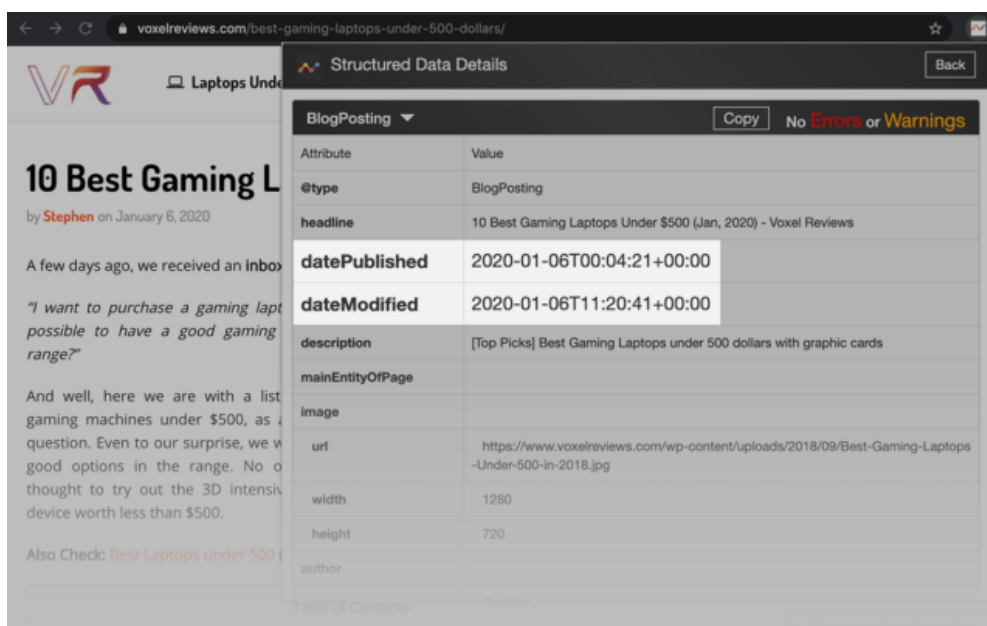 voxelreviews.com/best-gaming-laptops-under-500-dollars/
VR
Laptops Unde
Structured Data Details
Back
BlogPosting
Copy
No Errors or Warnings
10 Best Gaming L
by Stephen on January 6, 2020
A few days ago, we received an inbox
"I want to purchase a gaming lapt
possible to have a good gaming
range?"
And well, here we are with a list
gaming machines under $500, as a
question. Even to our surprise, we w
good options in the range. No o
thought to try out the 3D intensiv
device worth less than $500.
Also Check: Best Laptops under 500 (
Attribute Value
@type BlogPosting
headline 10 Best Gaming Laptops Under $500 (Jan, 2020) - Voxel Reviews
datePublished 2020-01-06T00:04:21+00:00
dateModified 2020-01-06T11:20:41+00:00
description [Top Picks] Best Gaming Laptops under 500 dollars with graphic cards
mainEntityOfPage
image
url https://www.voxelreviews.com/wp-content/uploads/2018/09/Best-Gaming-Laptops
-Under-500-in-2018.jpg
width 1280
height 720
author
Table of Contents